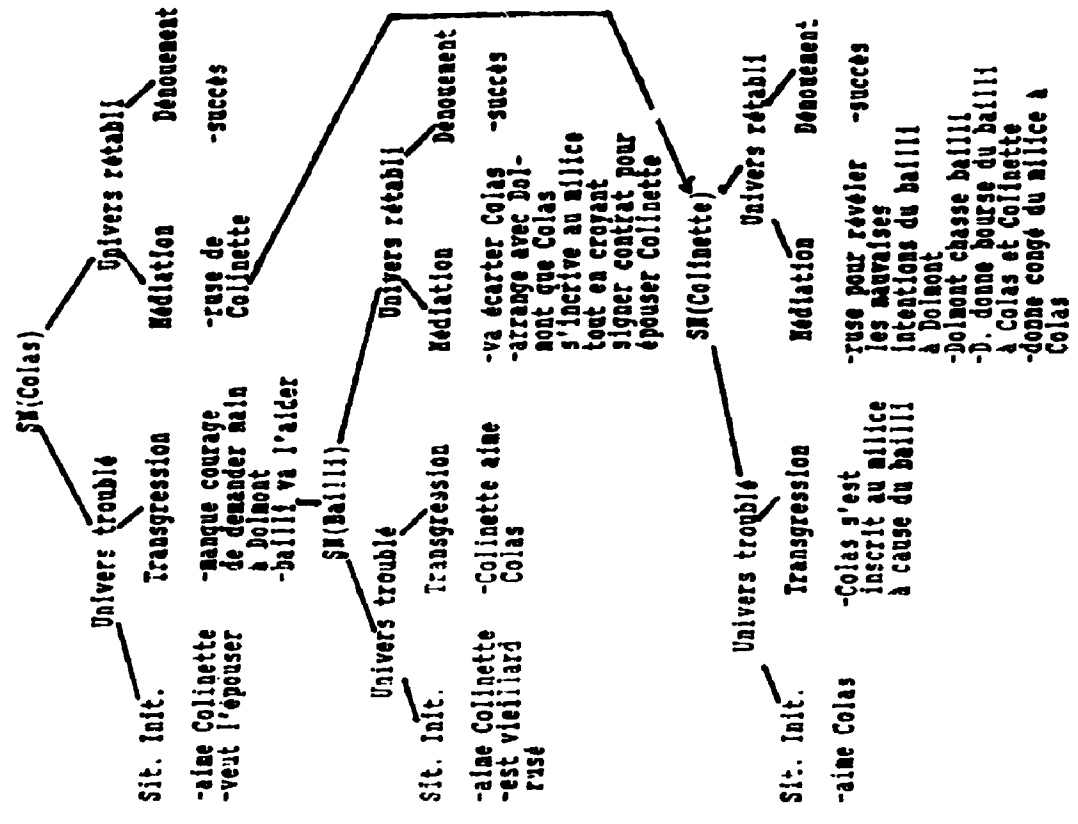 SN(Colas)
Univers troublé
Univers rétabli
Sit. Init.
Transgression
Médiation
Dénouement
-aime Colinette
-veut l'épouser
-manque courage
de demander main
à Dolmont
-bailli va l'aider
-ruse de
Colinette
-succès
SN(Bailli)
Univers troublé
Univers rétabli
Sit. Init.
Transgression
Médiation
Dénouement
-aime Colinette
-est vieillard
rusé
-Collnette aime
Colas
-va écarter Colas
-arrange avec Dol-
mont que Colas
s'incrive au milice
tout en croyant
signer contrat pour
épouser Colinette
-succès
SN(Colinette)
Univers troublé
Univers rétabli
Sit. Init.
Transgression
Médiation
Dénouement
-aime Colas
-Colas s'est
inscrit au milice
à cause du bailli
-ruse pour révéler
les mauvaises
intentions du bailli
à Dolmont
-Dolmont chasse bailli
-D. donne bourse du bailli
à Colas et Colinette
-donne congé du milice à
Colas
-succès